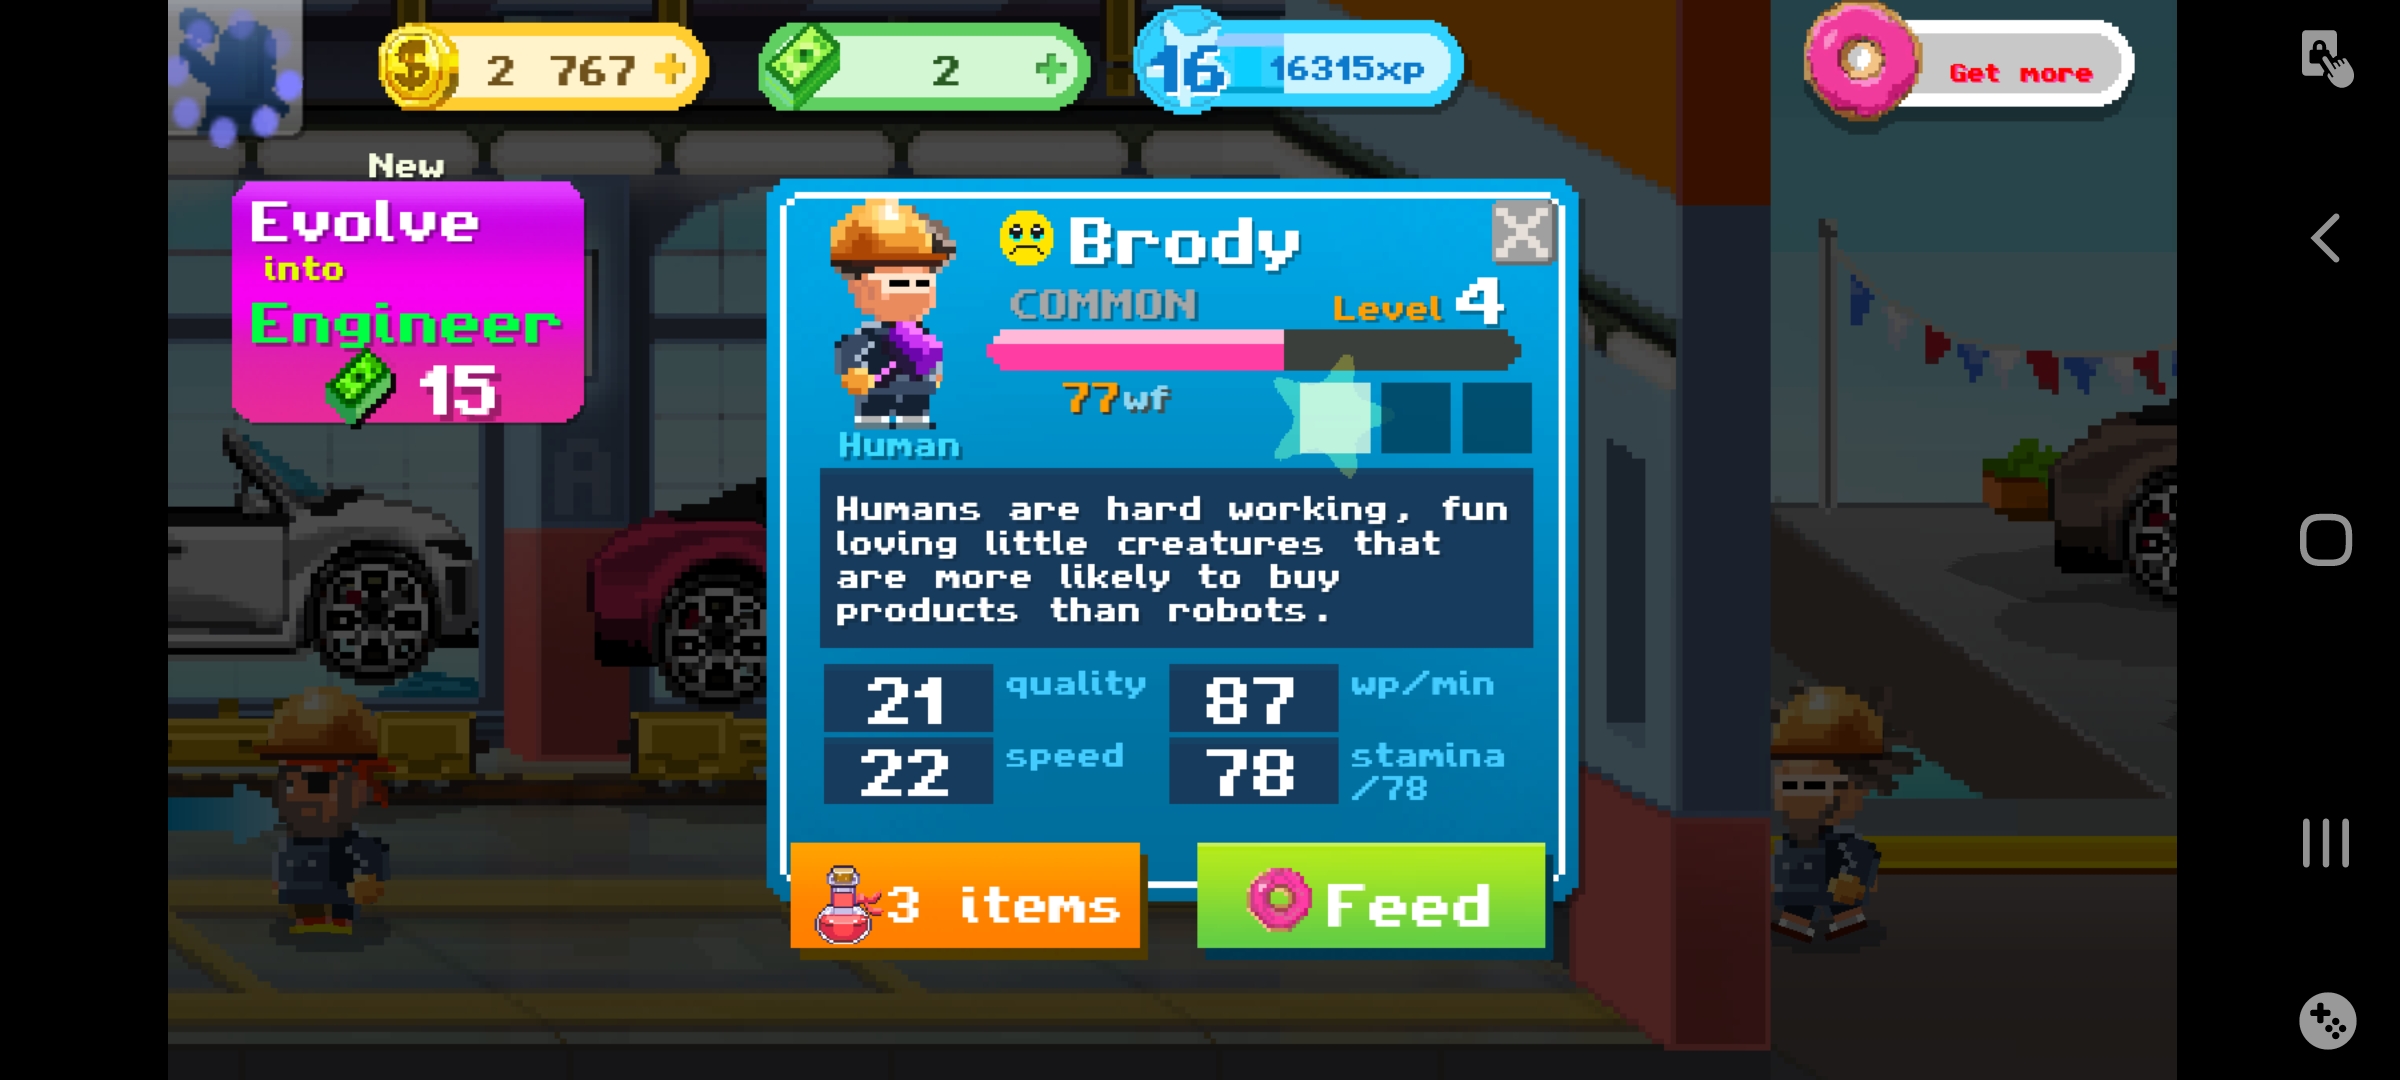 2 767
2
16
16315xp
Get more
New
Evolve
into
Engineer
15
Brody
COMMON
Level 4
77wf
Human
Humans are hard working, fun
loving little creatures that
are more likely to buy
products than robots.
21 quality
87 wp/min
22 speed
78 stamina
/78
3 items
Feed